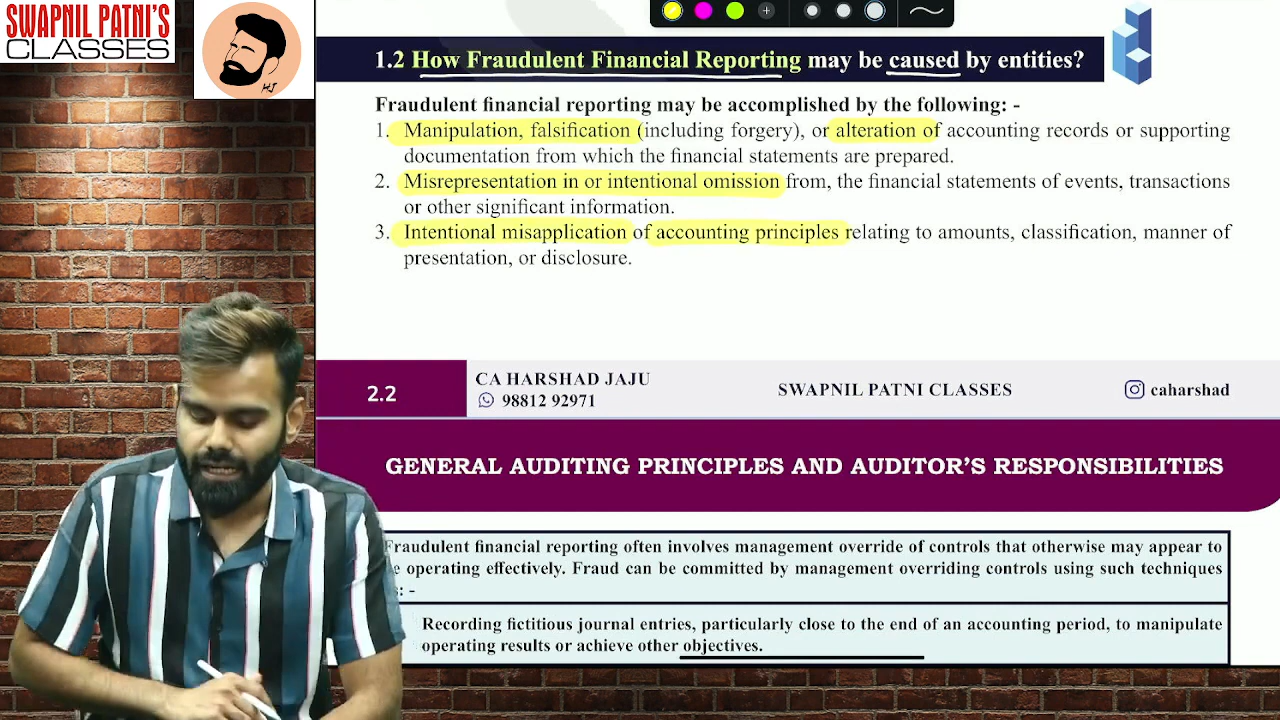 SWAPNIL PATNI'S
CLASSES
HJ
1.2 How Fraudulent Financial Reporting may be caused by entities?
Fraudulent financial reporting may be accomplished by the following: -
1. Manipulation, falsification (including forgery), or alteration of accounting records or supporting
documentation from which the financial statements are prepared.
2. Misrepresentation in or intentional omission from, the financial statements of events, transactions
or other significant information.
3. Intentional misapplication of accounting principles relating to amounts, classification, manner of
presentation, or disclosure.
2.2
CA HARSHAD JAJU
98812 92971
SWAPNIL PATNI CLASSES
caharshad
GENERAL AUDITING PRINCIPLES AND AUDITOR'S RESPONSIBILITIES
Fraudulent financial reporting often involves management override of controls that otherwise may appear to
e operating effectively. Fraud can be committed by management overriding controls using such techniques
s: -
Recording fictitious journal entries, particularly close to the end of an accounting period, to manipulate
operating results or achieve other objectives.